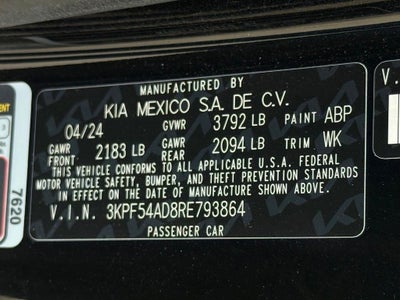 MANUFACTURED BY
KIA MEXICO S.A. DE C.V.
04/24 GVWR 3792 LB PAINT ABP
GAWR FRONT 2183 LB GAWR REAR 2094 LB TRIM WK
THIS VEHICLE CONFORMS TO ALL APPLICABLE U.S.A. FEDERAL
MOTOR VEHICLE SAFETY, BUMPER, AND THEFT PREVENTION STANDARDS
IN EFFECT ON THE DATE OF MANUFACTURE SHOWN ABOVE.
V.I.N. 3KPF54AD8RE793864
PASSENGER CAR
7620
V.